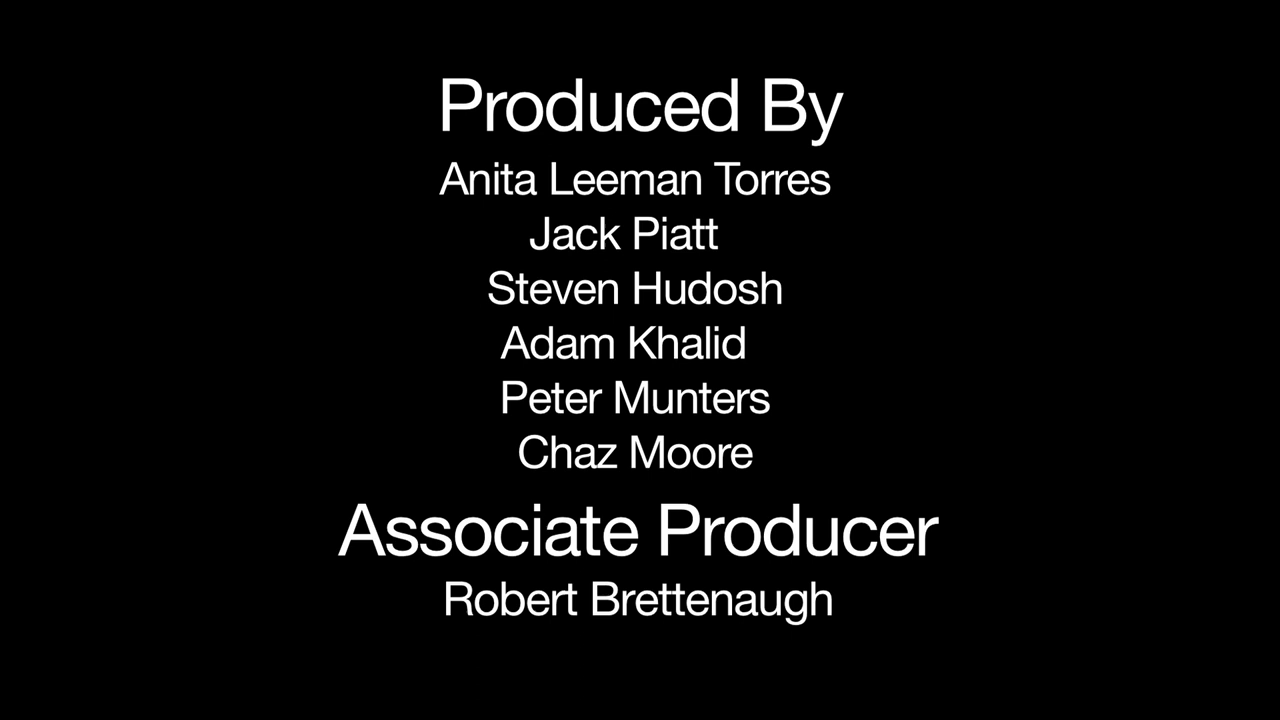 Produced By
Anita Leeman Torres
Jack Piatt
Steven Hudosh
Adam Khalid
Peter Munters
Chaz Moore
Associate Producer
Robert Brettenaugh